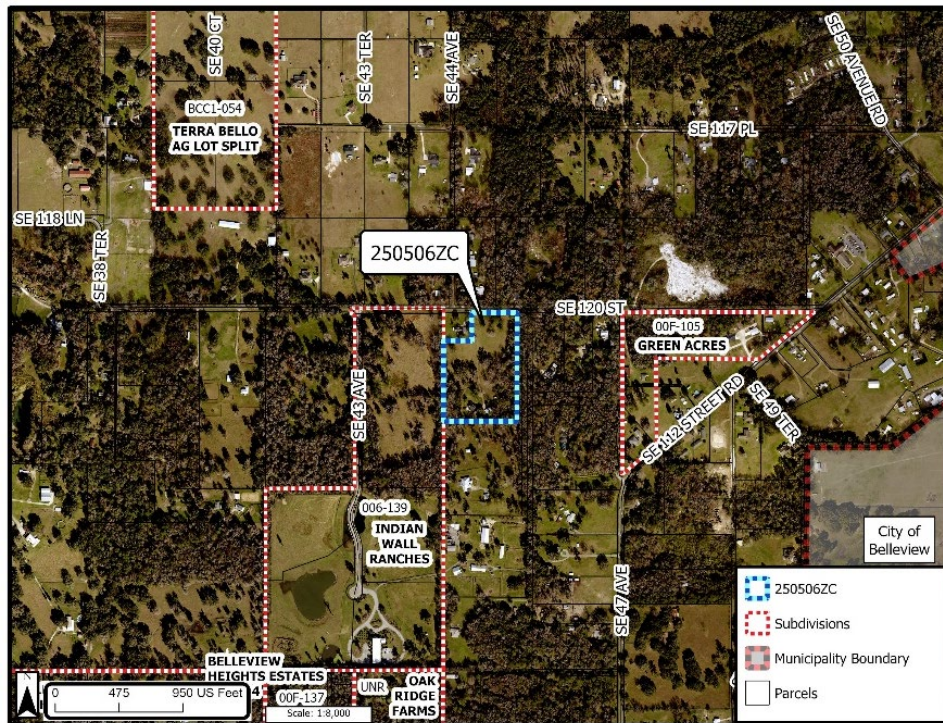 SE 40 CT
SE 43 TER
SE 44 AVE
SE 50 AVENUE RD
BCC1-054
TERRA BELLO
AG LOT SPLIT
SE 117 PL
SE 118 LN
SE 38 TER
250506ZC
SE 120 ST
00F-105
GREEN ACRES
SE 43 AVE
SE 112 STREET RD
SE 49 TER
006-139
INDIAN
WALL
RANCHES
SE 47 AVE
City of
Belleview
250506ZC
Subdivisions
Municipality Boundary
Parcels
BELLEVIEW
HEIGHTS ESTATES
4
00F-137
UNR
OAK
RIDGE
FARMS
N
0 475 950 US Feet
Scale: 1:8,000